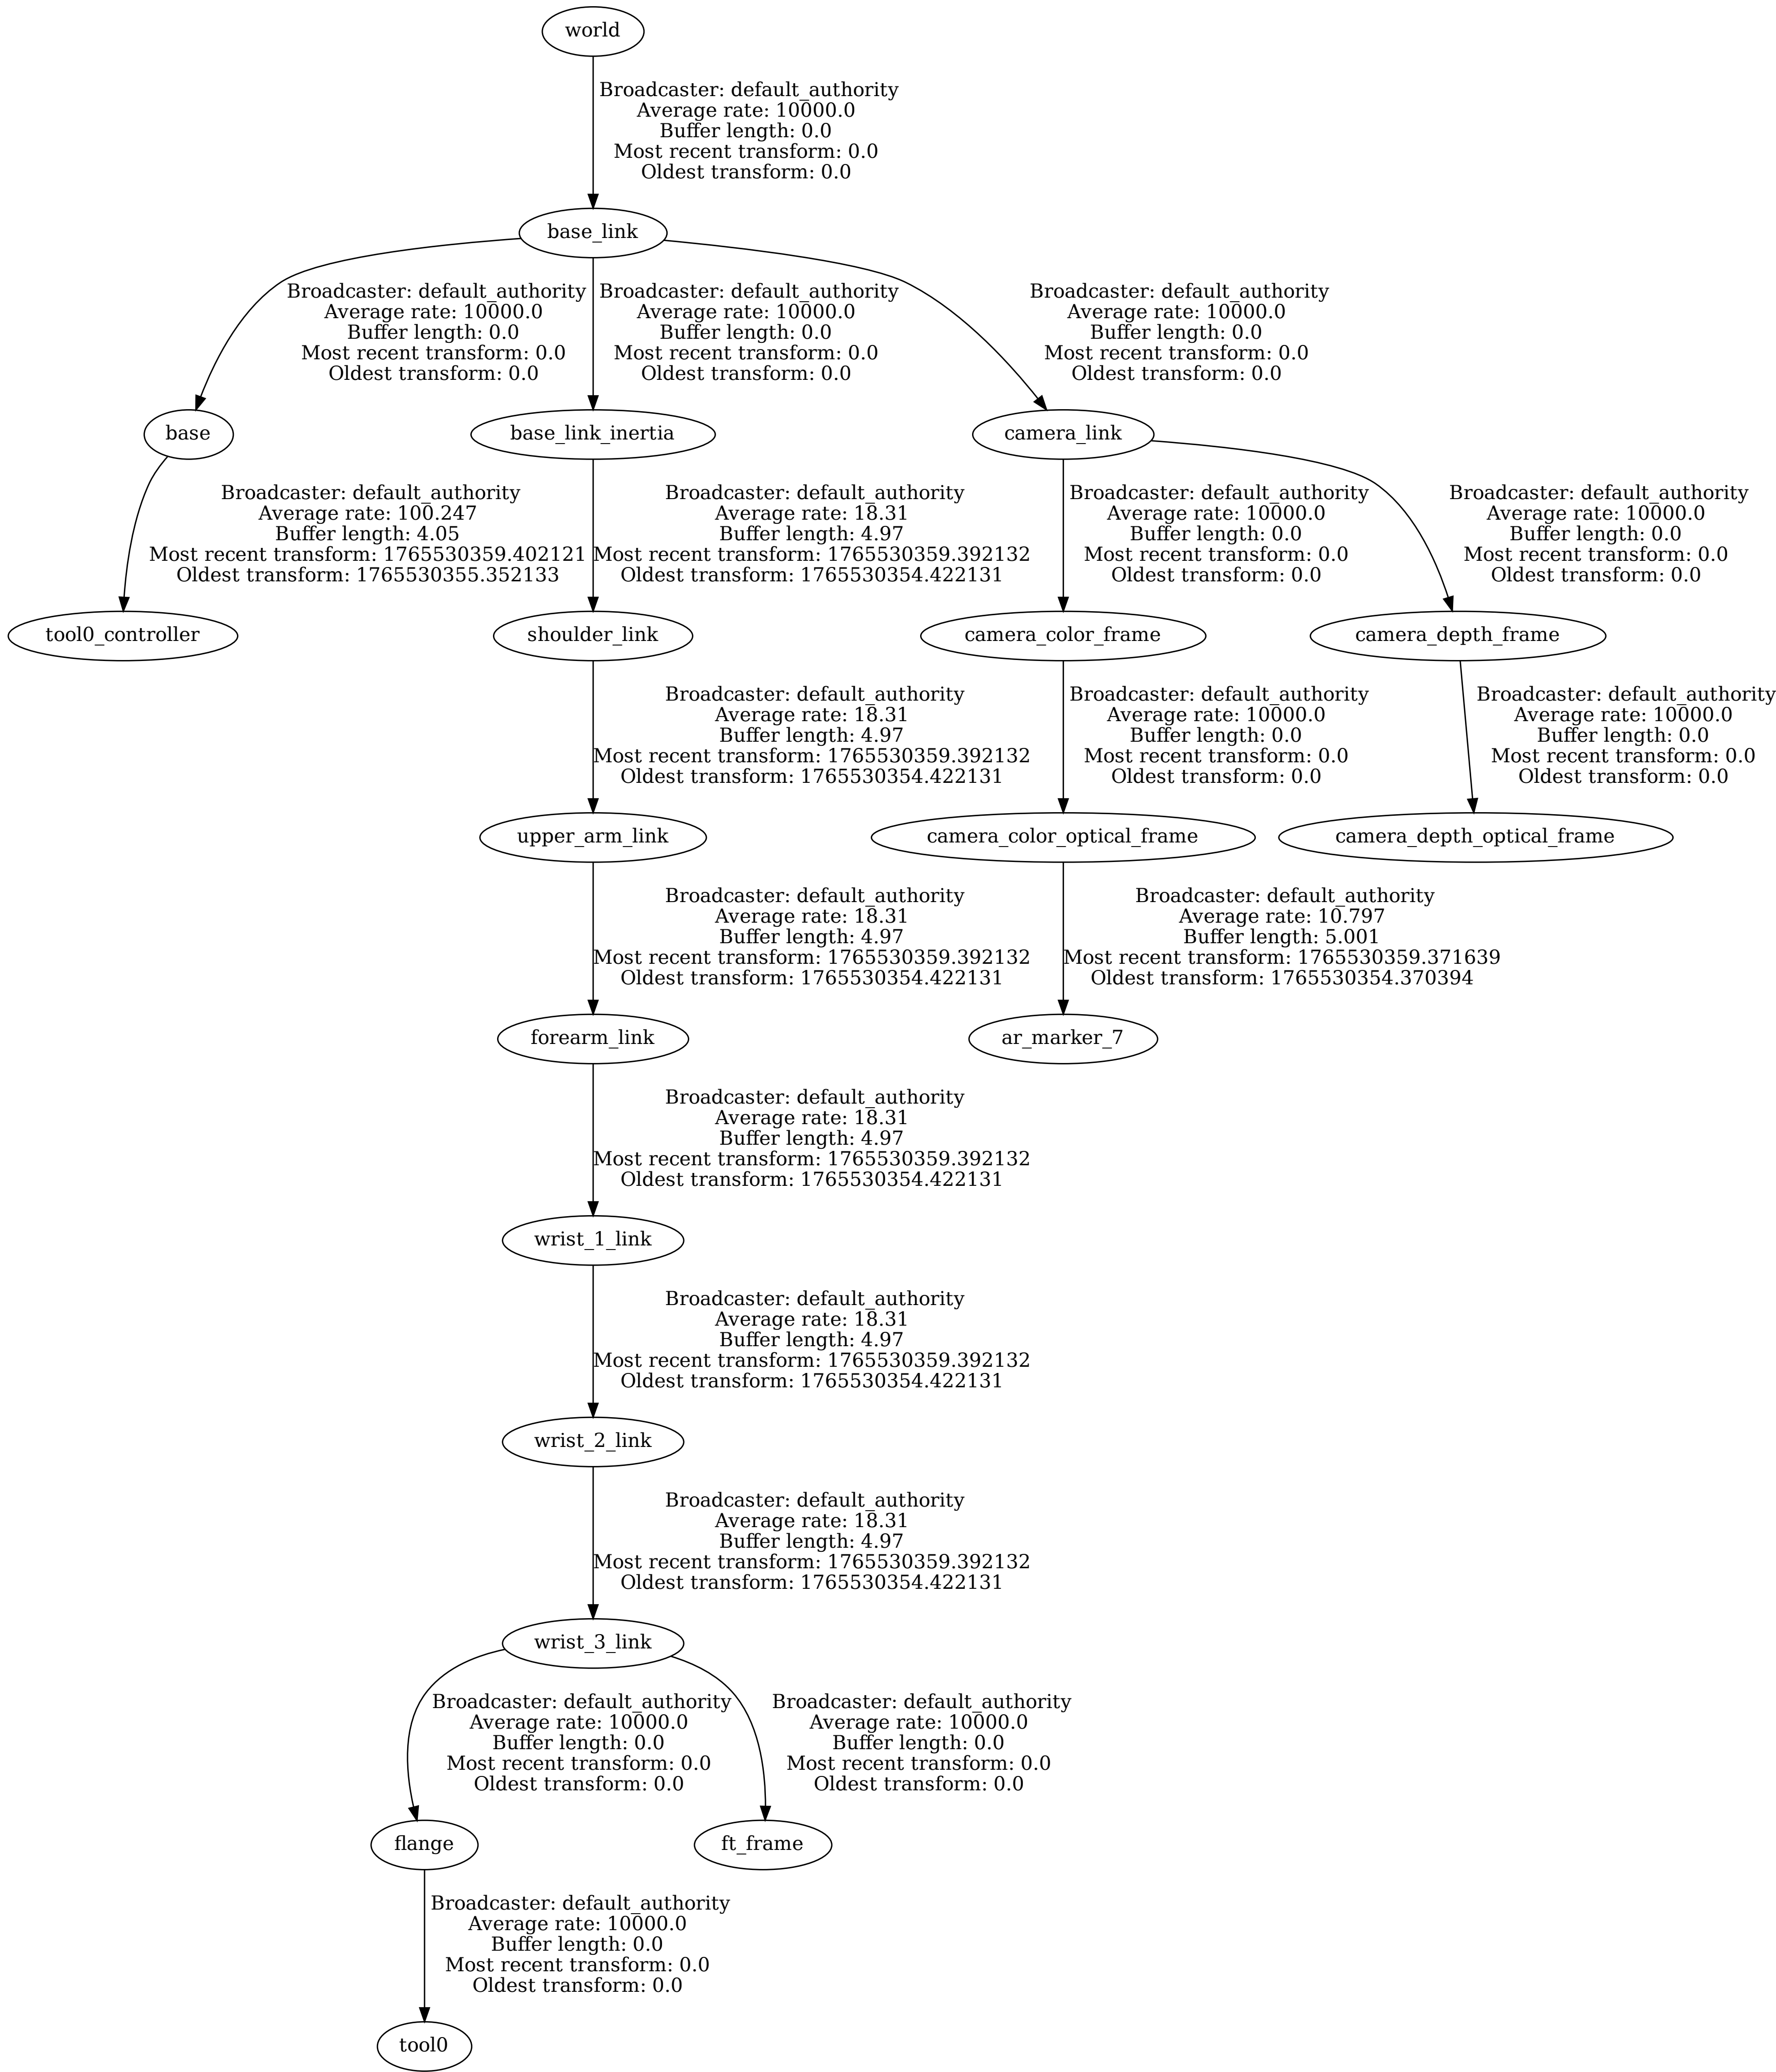 world
Broadcaster: default_authority
Average rate: 10000.0
Buffer length: 0.0
Most recent transform: 0.0
Oldest transform: 0.0
base_link
Broadcaster: default_authority
Average rate: 10000.0
Buffer length: 0.0
Most recent transform: 0.0
Oldest transform: 0.0
Broadcaster: default_authority
Average rate: 10000.0
Buffer length: 0.0
Most recent transform: 0.0
Oldest transform: 0.0
Broadcaster: default_authority
Average rate: 10000.0
Buffer length: 0.0
Most recent transform: 0.0
Oldest transform: 0.0
base
base_link_inertia
camera_link
Broadcaster: default_authority
Average rate: 100.247
Buffer length: 4.05
Most recent transform: 1765530359.402121
Oldest transform: 1765530355.352133
Broadcaster: default_authority
Average rate: 18.31
Buffer length: 4.97
Most recent transform: 1765530359.392132
Oldest transform: 1765530354.422131
Broadcaster: default_authority
Average rate: 10000.0
Buffer length: 0.0
Most recent transform: 0.0
Oldest transform: 0.0
Broadcaster: default_authority
Average rate: 10000.0
Buffer length: 0.0
Most recent transform: 0.0
Oldest transform: 0.0
tool0_controller
shoulder_link
camera_color_frame
camera_depth_frame
Broadcaster: default_authority
Average rate: 18.31
Buffer length: 4.97
Most recent transform: 1765530359.392132
Oldest transform: 1765530354.422131
Broadcaster: default_authority
Average rate: 10000.0
Buffer length: 0.0
Most recent transform: 0.0
Oldest transform: 0.0
Broadcaster: default_authority
Average rate: 10000.0
Buffer length: 0.0
Most recent transform: 0.0
Oldest transform: 0.0
upper_arm_link
camera_color_optical_frame
camera_depth_optical_frame
Broadcaster: default_authority
Average rate: 18.31
Buffer length: 4.97
Most recent transform: 1765530359.392132
Oldest transform: 1765530354.422131
Broadcaster: default_authority
Average rate: 10.797
Buffer length: 5.001
Most recent transform: 1765530359.371639
Oldest transform: 1765530354.370394
forearm_link
ar_marker_7
Broadcaster: default_authority
Average rate: 18.31
Buffer length: 4.97
Most recent transform: 1765530359.392132
Oldest transform: 1765530354.422131
wrist_1_link
Broadcaster: default_authority
Average rate: 18.31
Buffer length: 4.97
Most recent transform: 1765530359.392132
Oldest transform: 1765530354.422131
wrist_2_link
Broadcaster: default_authority
Average rate: 18.31
Buffer length: 4.97
Most recent transform: 1765530359.392132
Oldest transform: 1765530354.422131
wrist_3_link
Broadcaster: default_authority
Average rate: 10000.0
Buffer length: 0.0
Most recent transform: 0.0
Oldest transform: 0.0
Broadcaster: default_authority
Average rate: 10000.0
Buffer length: 0.0
Most recent transform: 0.0
Oldest transform: 0.0
flange
ft_frame
Broadcaster: default_authority
Average rate: 10000.0
Buffer length: 0.0
Most recent transform: 0.0
Oldest transform: 0.0
tool0